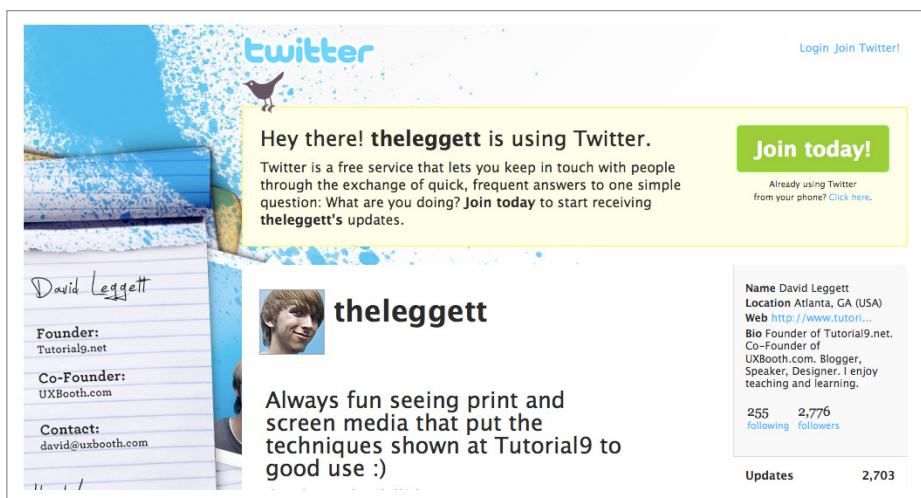 twitter
Login Join Twitter!
Hey there! theleggett is using Twitter.
Twitter is a free service that lets you keep in touch with people
through the exchange of quick, frequent answers to one simple
question: What are you doing? Join today to start receiving
theleggett's updates.
Join today!
Already using Twitter
from your phone? Click here.
David Leggett
Founder:
Tutorial9.net
Co-Founder:
UXBooth.com
Contact:
david@uxbooth.com
theleggett
Always fun seeing print and
screen media that put the
techniques shown at Tutorial9 to
good use :)
Name David Leggett
Location Atlanta, GA (USA)
Web http://www.tutori...
Bio Founder of Tutorial9.net.
Co-Founder of
UXBooth.com. Blogger,
Speaker, Designer. I enjoy
teaching and learning.
255 2,776
following followers
Updates 2,703